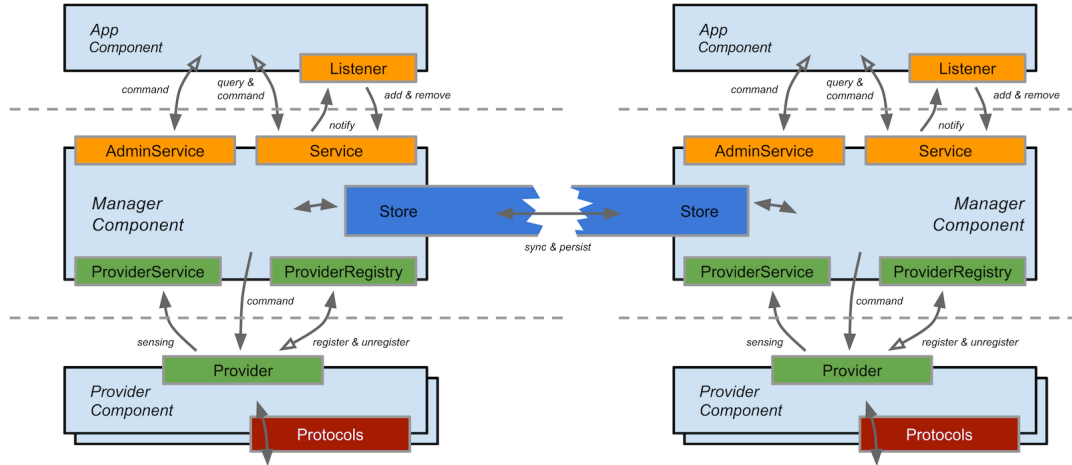 App
Component
Listener
command
query &
command
notify
add & remove
AdminService
Service
Manager
Component
Store
ProviderService
ProviderRegistry
command
sensing
register & unregister
Provider
Provider
Component
Protocols
sync & persist
App
Component
Listener
command
query &
command
notify
add & remove
AdminService
Service
Store
Manager
Component
ProviderService
ProviderRegistry
command
sensing
register & unregister
Provider
Provider
Component
Protocols